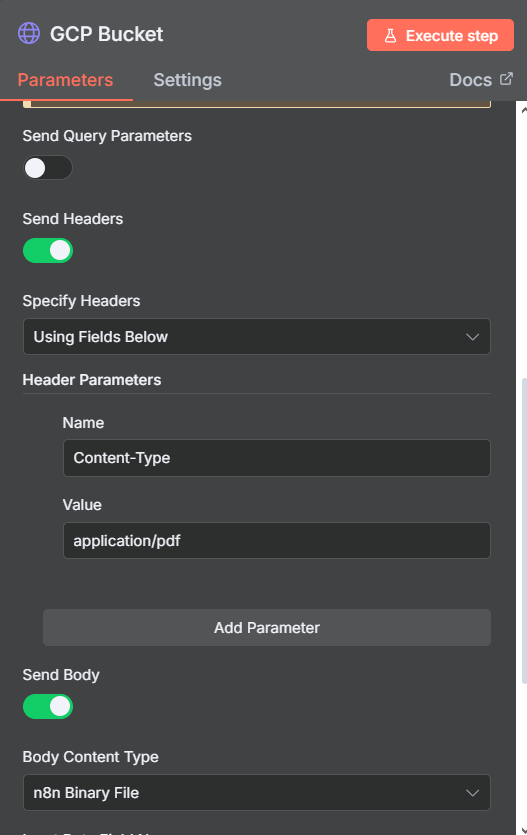 GCP Bucket
Execute step
Parameters
Settings
Docs
Send Query Parameters
Send Headers
Specify Headers
Using Fields Below
Header Parameters
Name
Content-Type
Value
application/pdf
Add Parameter
Send Body
Body Content Type
n8n Binary File